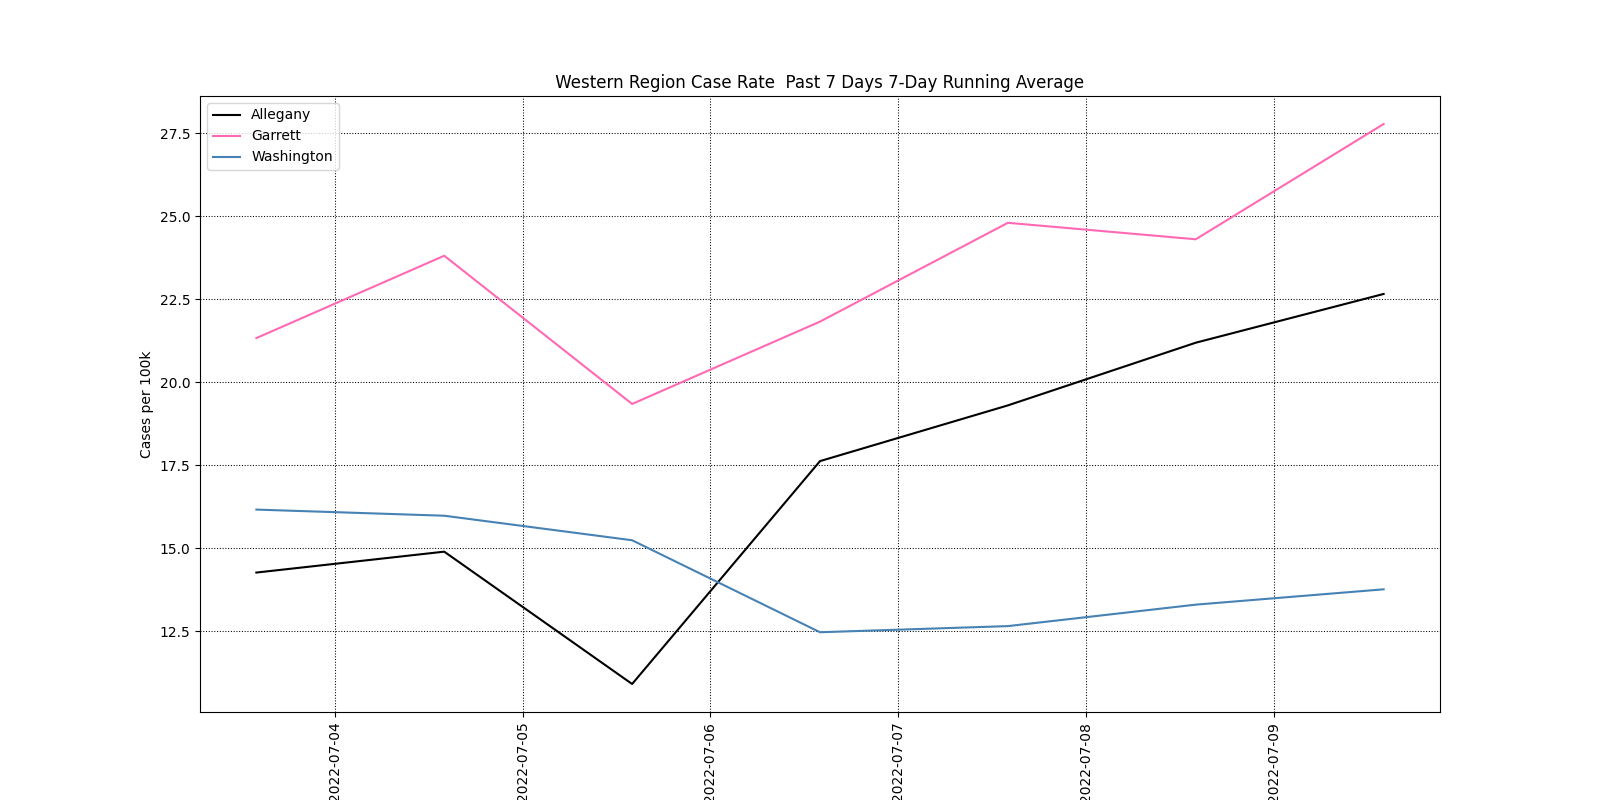 Western Region Case Rate  Past 7 Days 7-Day Running Average
Allegany
Garrett
Washington
27.5
25.0
22.5
20.0
17.5
15.0
12.5
Cases per 100k
2022-07-04
2022-07-05
2022-07-06
2022-07-07
2022-07-08
2022-07-09